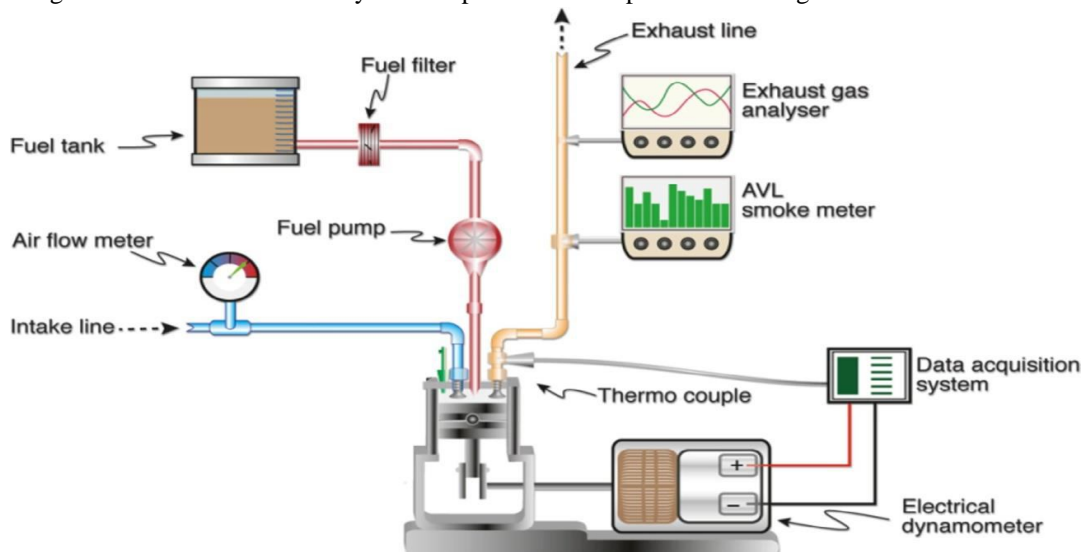 Exhaust line
Fuel filter
Exhaust gas
analyser
Fuel tank
AVL
smoke meter
Fuel pump
Air flow meter
Intake line
Data acquisition
system
Thermo couple
+
−
Electrical
dynamometer